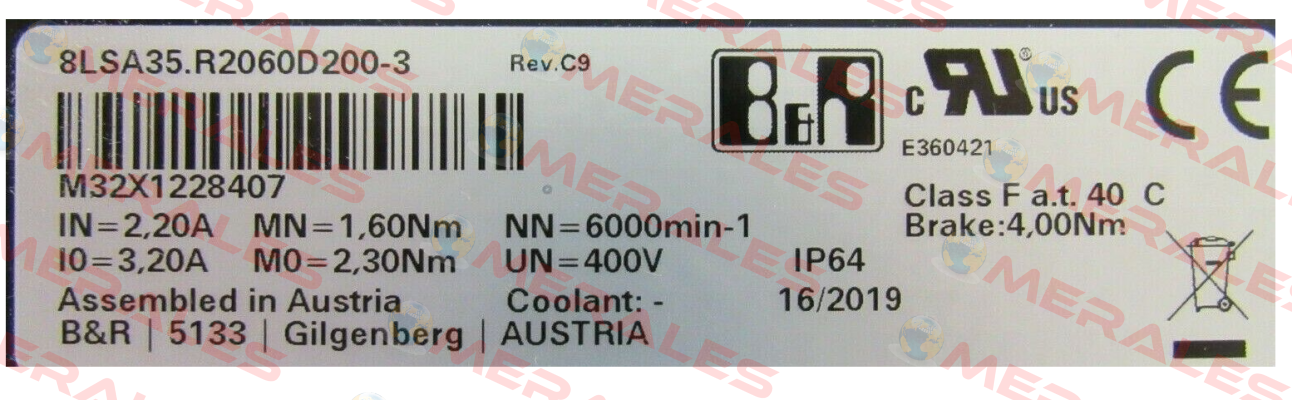 8LSA35.R2060D200-3 Rev.C9
B&R
c RU® US
CE
E360421
M32X1228407
Class F a.t. 40 C
IN=2,20A MN=1,60Nm NN=6000min-1
Brake:4,00Nm
I0=3,20A M0=2,30Nm UN=400V IP64
Assembled in Austria Coolant: - 16/2019
B&R | 5133 | Gilgenberg | AUSTRIA
MERALES